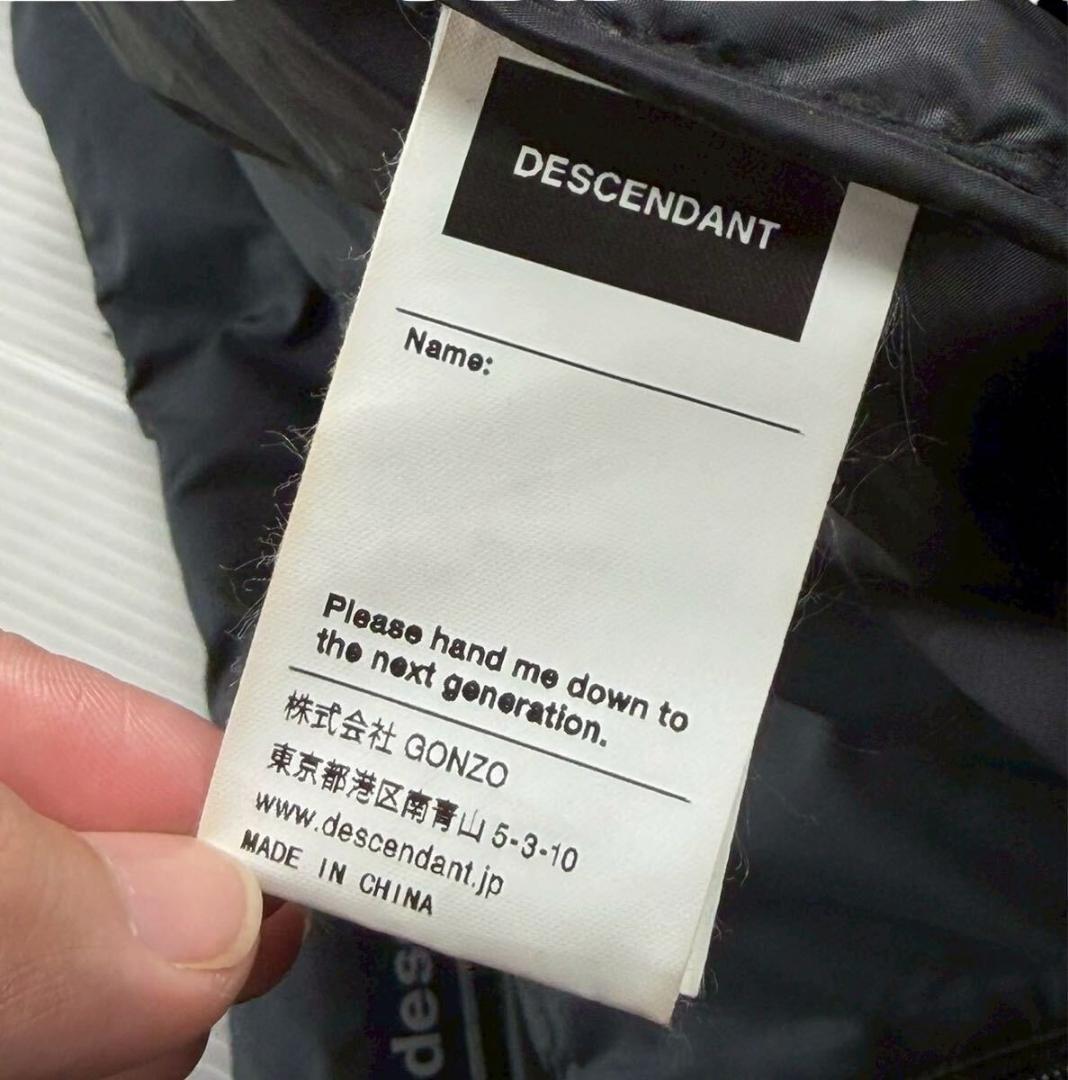 DESCENDANT
Name:
Please hand me down to
the next generation.
株式会社 GONZO
東京都港区南青山 5-3-10
www.descendant.jp
MADE IN CHINA
des